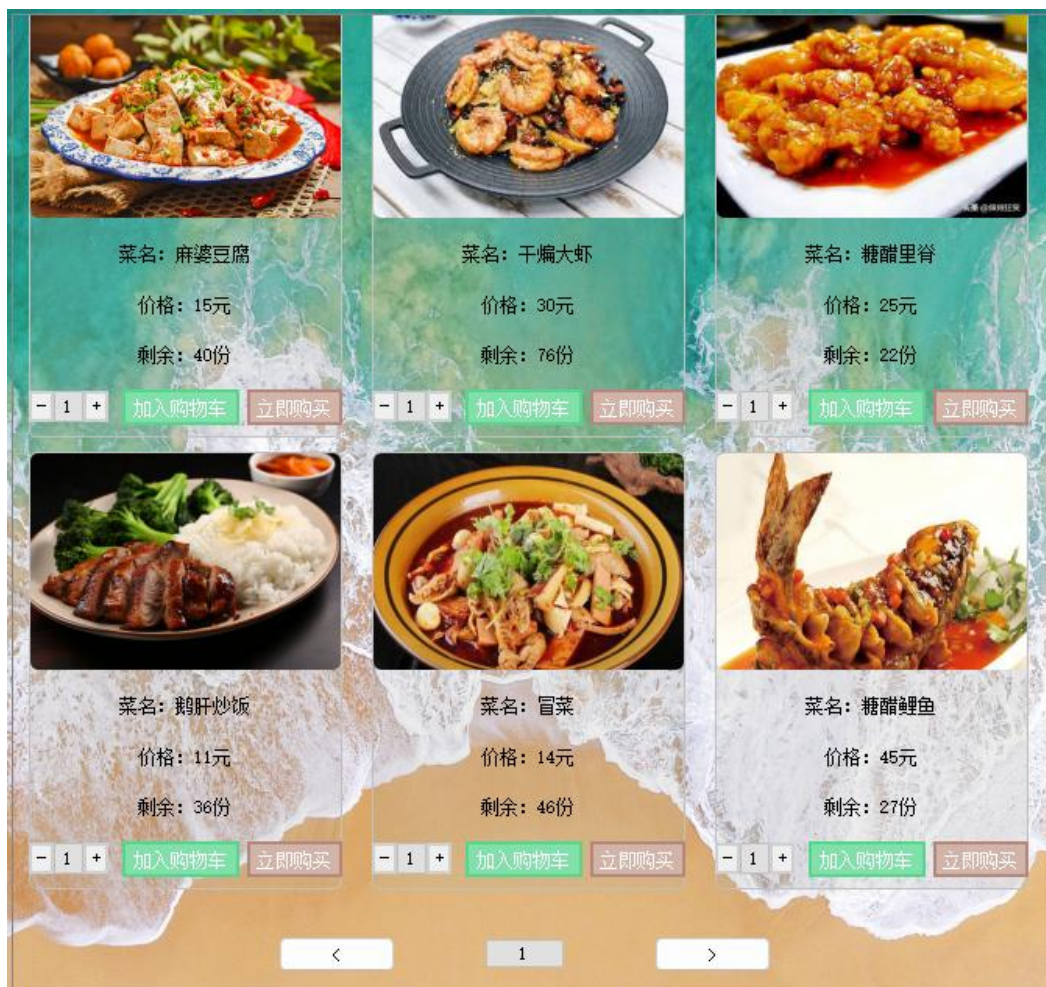 头条 @保姆狂笑
菜名: 麻婆豆腐
价格: 15元
剩余: 40份
− 1 + 加入购物车 立即购买
菜名: 干煸大虾
价格: 30元
剩余: 76份
− 1 + 加入购物车 立即购买
菜名: 糖醋里脊
价格: 25元
剩余: 22份
− 1 + 加入购物车 立即购买
菜名: 鹅肝炒饭
价格: 11元
剩余: 36份
− 1 + 加入购物车 立即购买
菜名: 冒菜
价格: 14元
剩余: 46份
− 1 + 加入购物车 立即购买
菜名: 糖醋鲤鱼
价格: 45元
剩余: 27份
− 1 + 加入购物车 立即购买
< 1 >